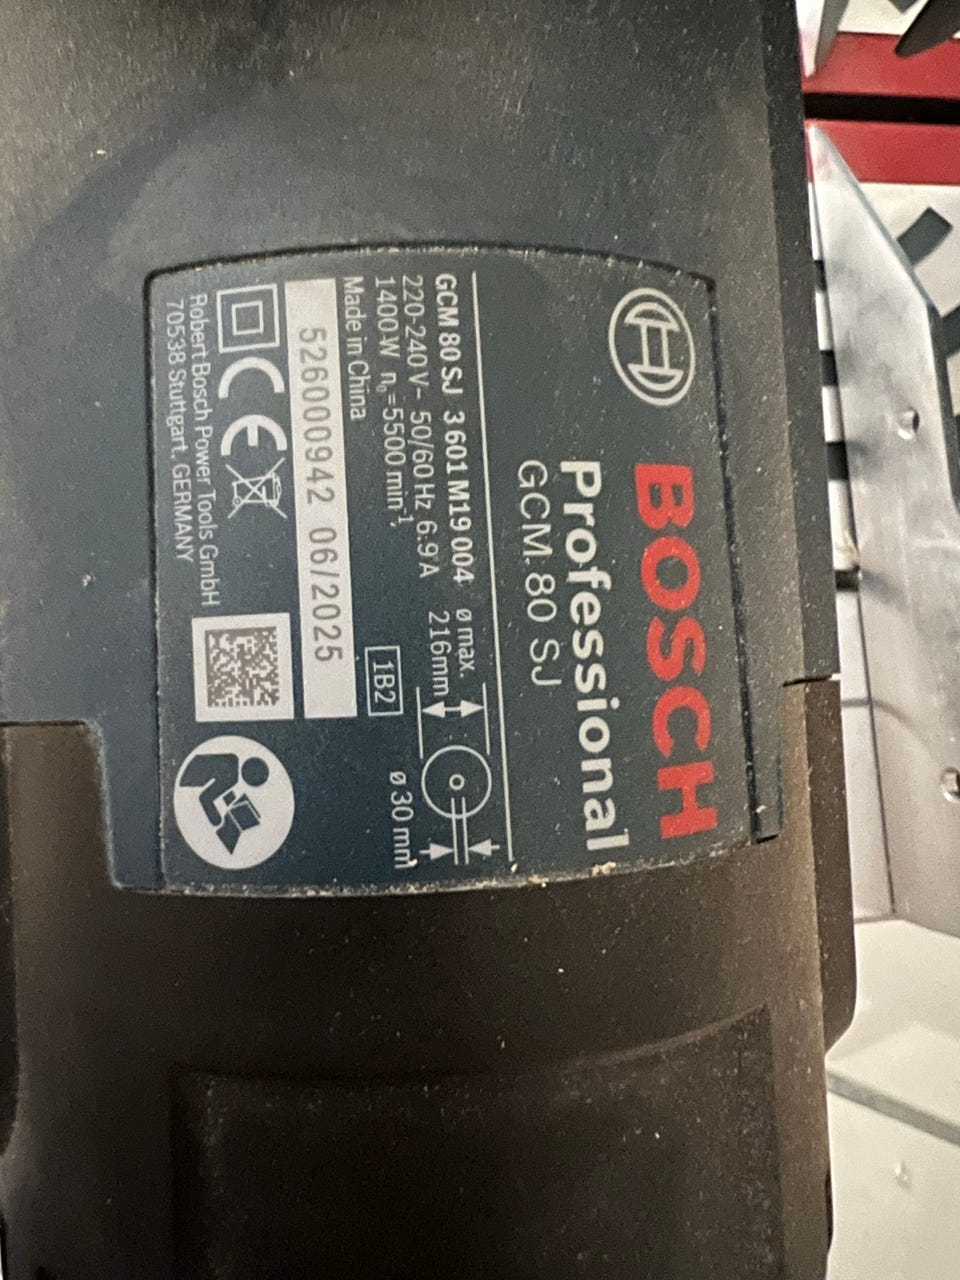 BOSCH
Professional
GCM 80 SJ
GCM 80 SJ 3 601 M19 004
220-240 V~ 50/60 Hz 6.9 A
1400 W n₀=5500 min⁻¹
Made in China
ø max.
216mm
ø 30 mm
1B2
526000942 06/2025
CE
Robert Bosch Power Tools GmbH
70538 Stuttgart, GERMANY